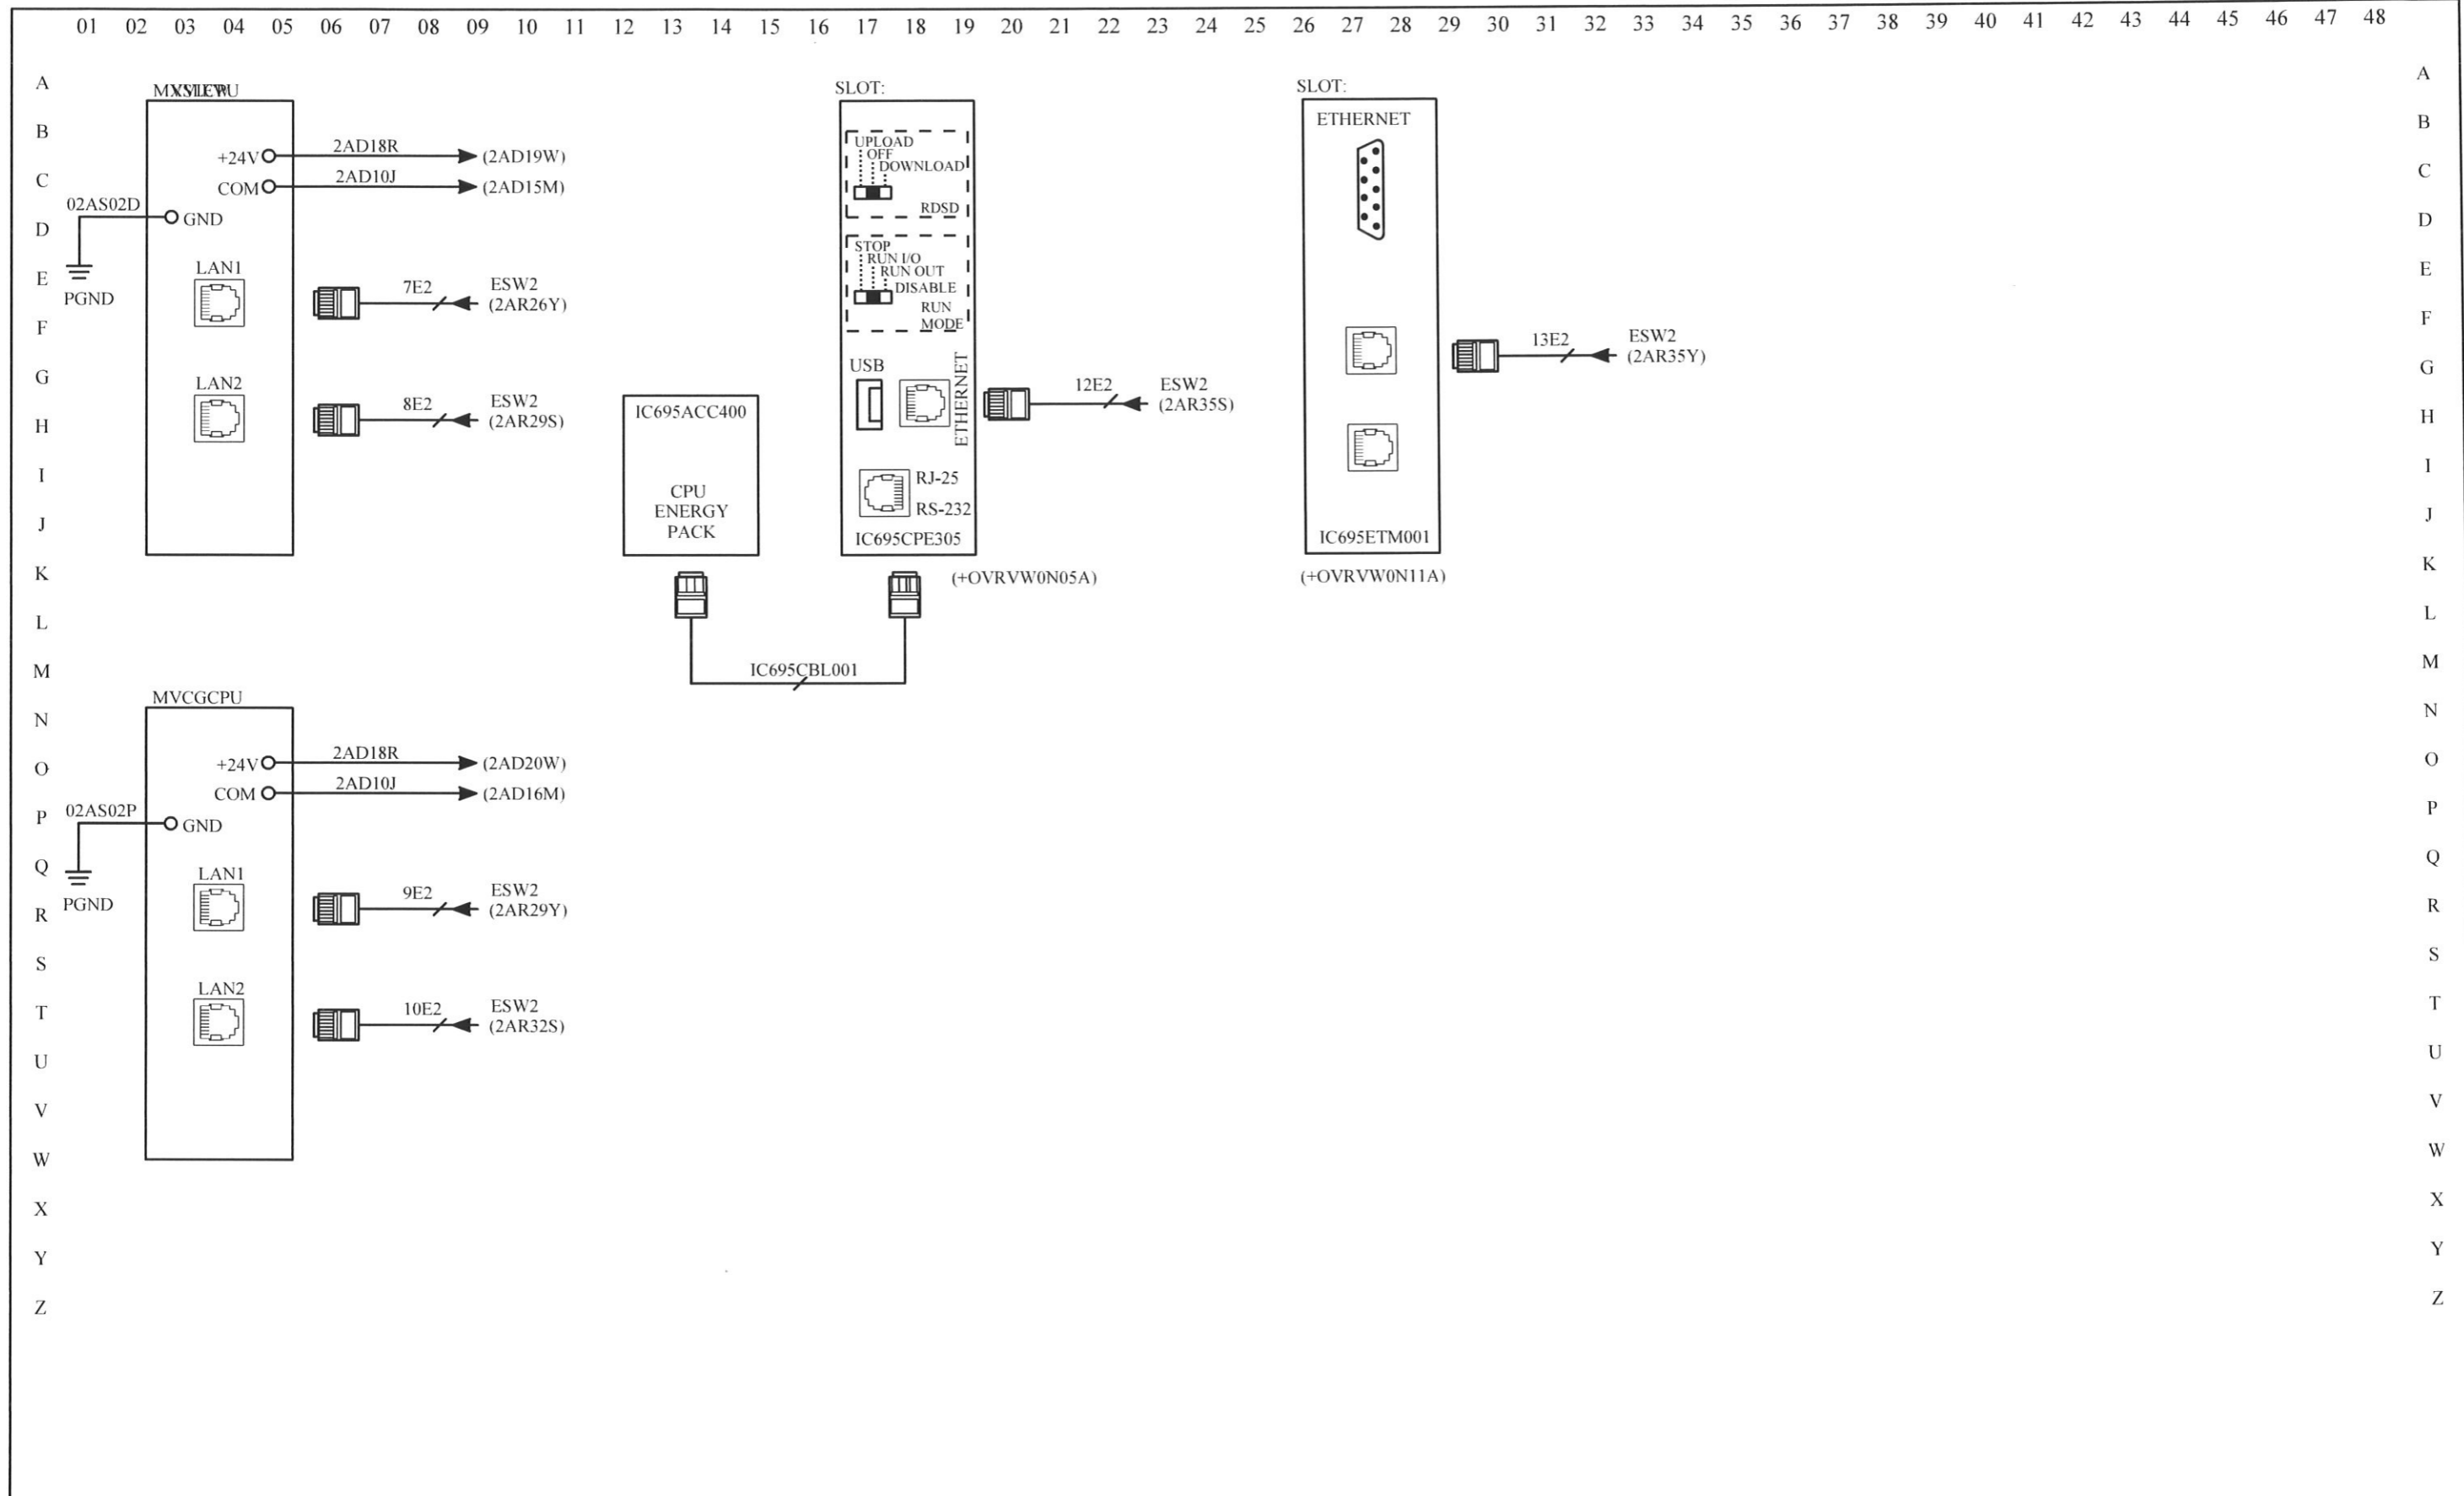 01 02 03 04 05 06 07 08 09 10 11 12 13 14 15 16 17 18 19 20 21 22 23 24 25 26 27 28 29 30 31 32 33 34 35 36 37 38 39 40 41 42 43 44 45 46 47 48
A
B
C
D
E
F
G
H
I
J
K
L
M
N
O
P
Q
R
S
T
U
V
W
X
Y
Z
+24V
2AD18R
(2AD19W)
COM
2AD10J
(2AD15M)
02AS02D
GND
PGND
LAN1
7E2
ESW2
(2AR26Y)
LAN2
8E2
ESW2
(2AR29S)
MVCGCPU
+24V
2AD18R
(2AD20W)
COM
2AD10J
(2AD16M)
02AS02P
GND
PGND
LAN1
9E2
ESW2
(2AR29Y)
LAN2
10E2
ESW2
(2AR32S)
IC695ACC400
CPU
ENERGY
PACK
IC695CBL001
SLOT:
UPLOAD
OFF
DOWNLOAD
RDSD
STOP
RUN I/O
RUN OUT
DISABLE
RUN
MODE
USB
ETHERNET
12E2
ESW2
(2AR35S)
RJ-25
RS-232
IC695CPE305
(+OVRVW0N05A)
SLOT:
ETHERNET
13E2
ESW2
(2AR35Y)
IC695ETM001
(+OVRVW0N11A)
A
B
C
D
E
F
G
H
I
J
K
L
M
N
O
P
Q
R
S
T
U
V
W
X
Y
Z